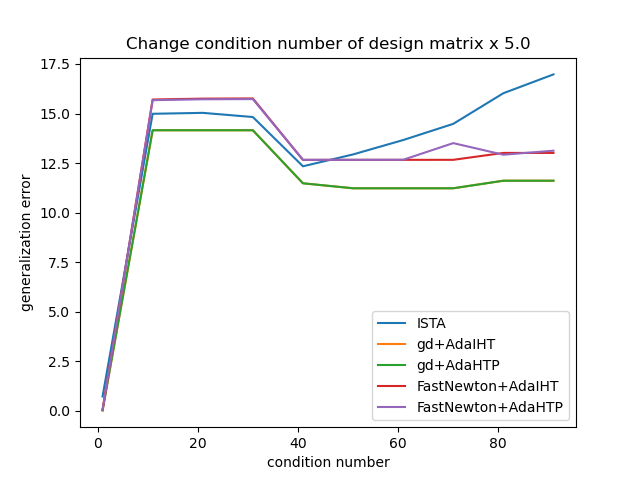 Change condition number of design matrix x 5.0
17.5
15.0
12.5
10.0
7.5
5.0
2.5
0.0
generalization error
0
20
40
60
80
condition number
ISTA
gd+AdaIHT
gd+AdaHTP
FastNewton+AdaIHT
FastNewton+AdaHTP